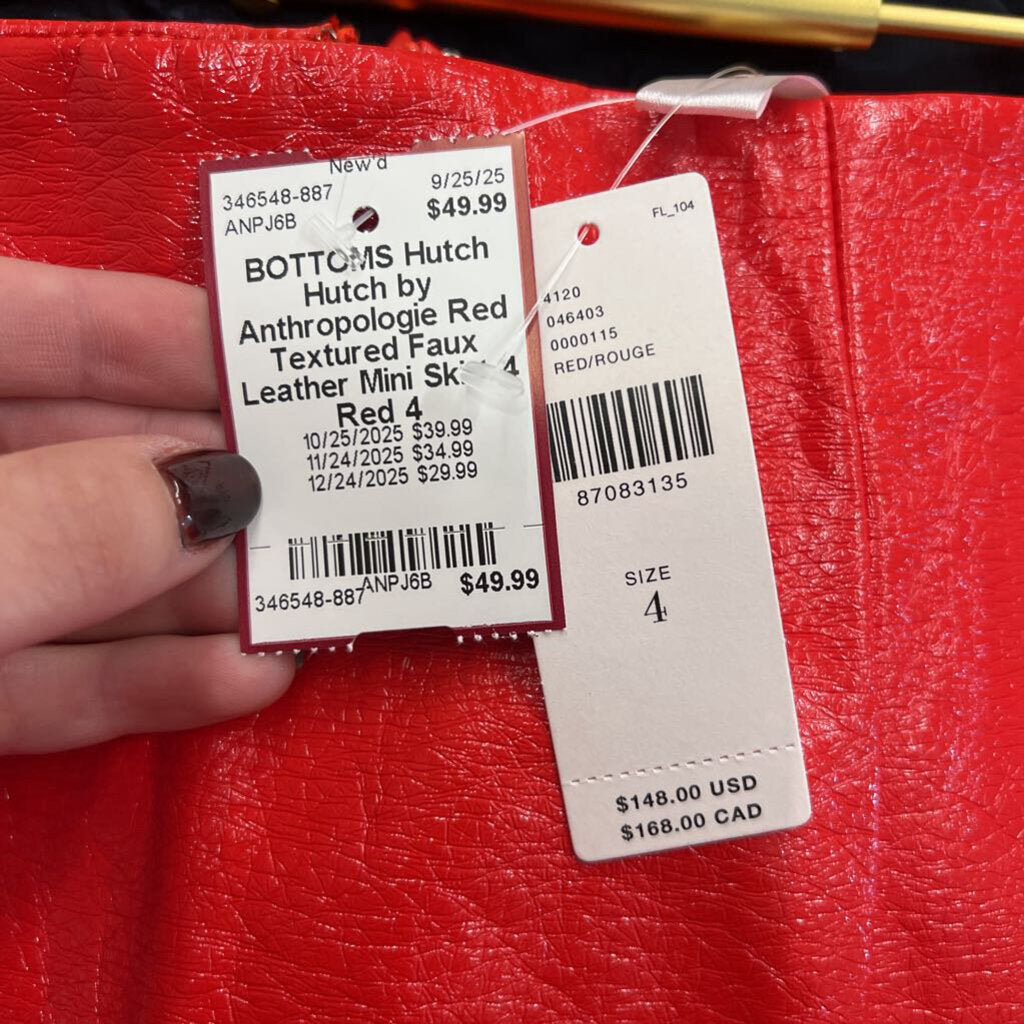 New'd
346548-887 9/25/25
ANPJ6B $49.99
BOTTOMS Hutch
Hutch by
Anthropologie Red
Textured Faux
Leather Mini 4
Red 4
10/25/2025 $39.99
11/24/2025 $34.99
12/24/2025 $29.99
346548-887 ANPJ6B $49.99
FL_104
4120
046403
0000115
RED/ROUGE
87083135
SIZE
4
$148.00 USD
$168.00 CAD